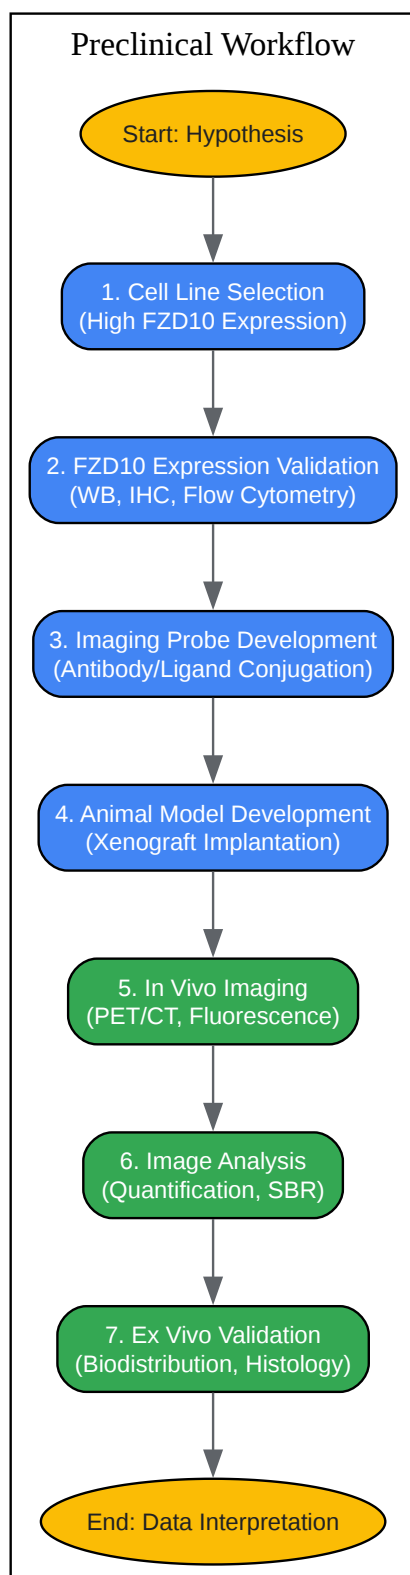 Preclinical Workflow
Start: Hypothesis
1. Cell Line Selection
(High FZD10 Expression)
2. FZD10 Expression Validation
(WB, IHC, Flow Cytometry)
3. Imaging Probe Development
(Antibody/Ligand Conjugation)
4. Animal Model Development
(Xenograft Implantation)
5. In Vivo Imaging
(PET/CT, Fluorescence)
6. Image Analysis
(Quantification, SBR)
7. Ex Vivo Validation
(Biodistribution, Histology)
End: Data Interpretation